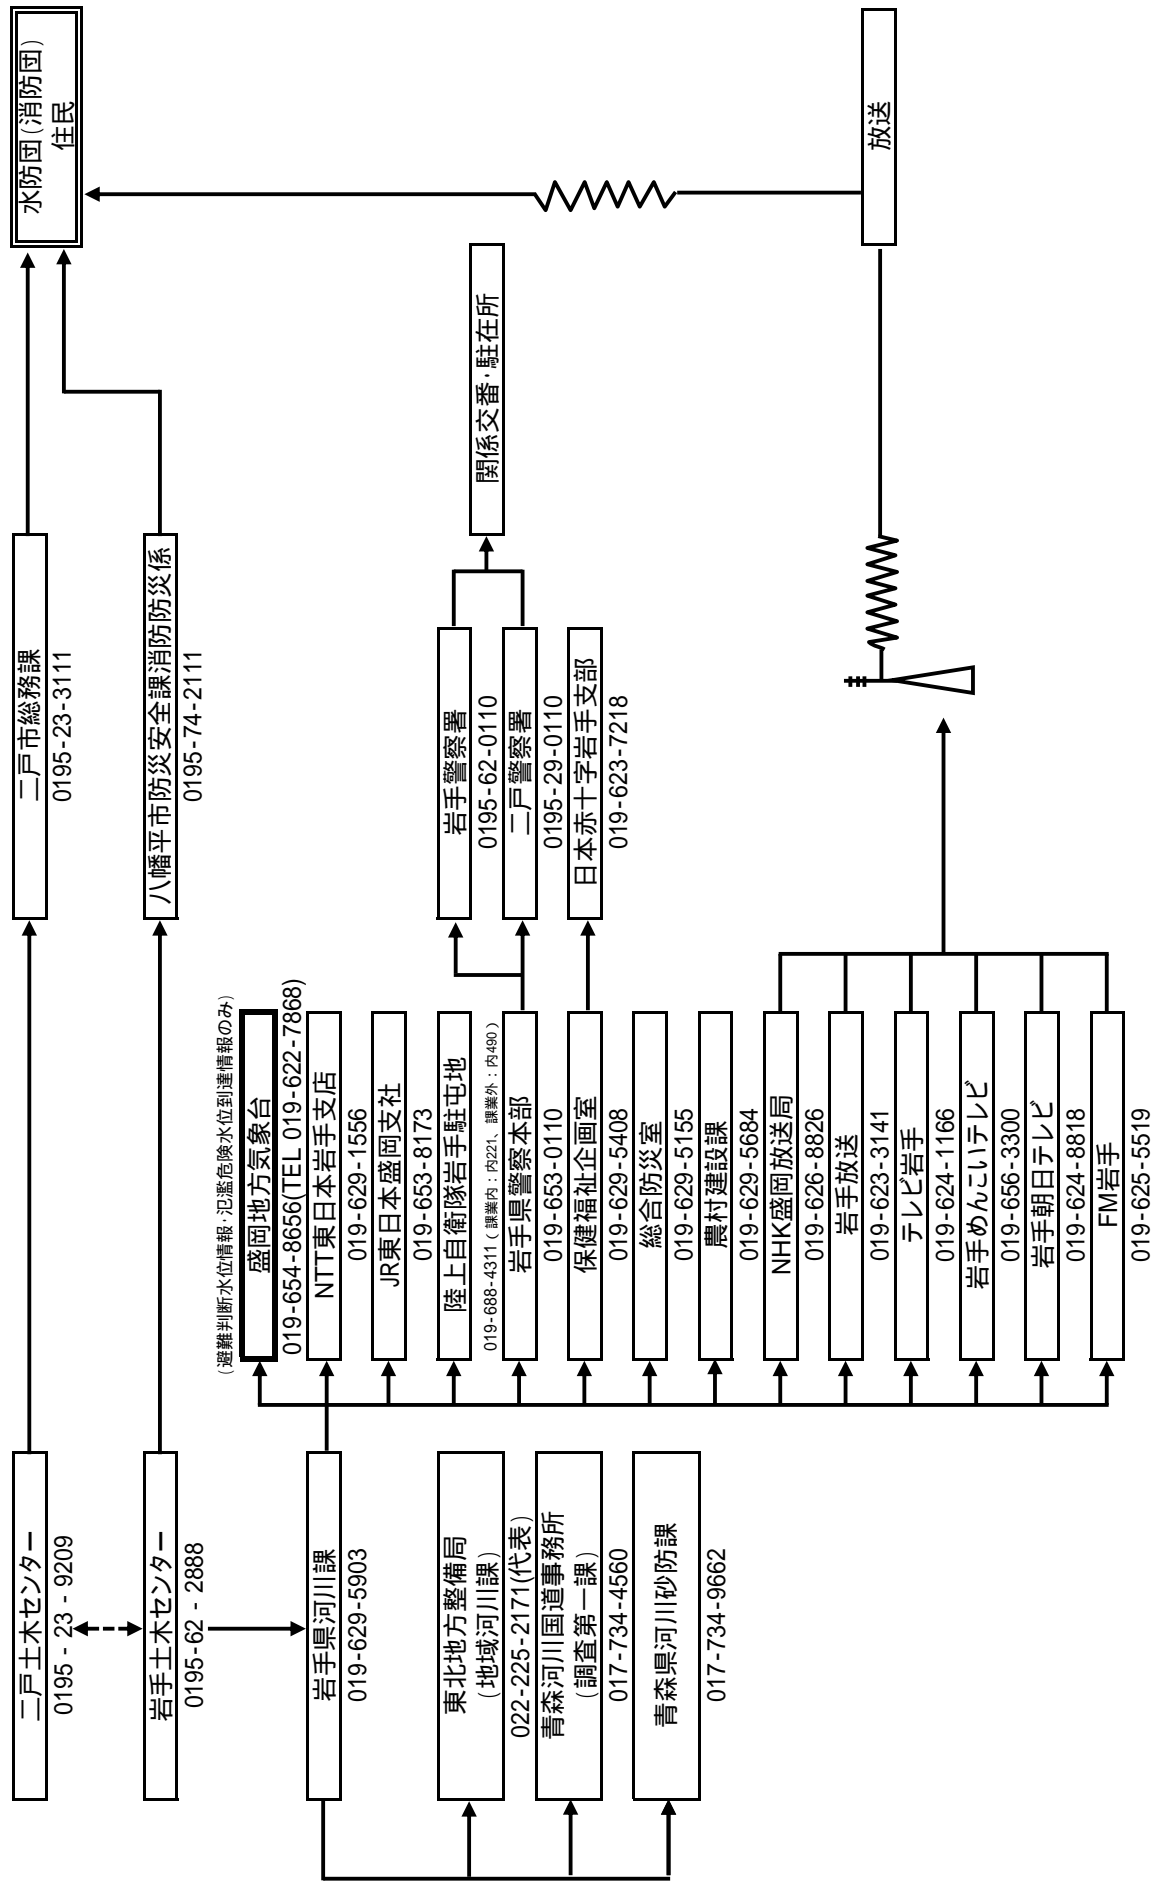 二戸土木センター
0195 - 23 - 9209
岩手土木センター
0195-62 - 2888
岩手県河川課
019-629-5903
東北地方整備局
(地域河川課)
022-225-2171(代表)
青森河川国道事務所
(調査第一課)
017-734-4560
青森県河川砂防課
017-734-9662
(避難判断水位情報・氾濫危険水位到達情報のみ)
盛岡地方気象台
019-654-8656(TEL 019-622-7868)
NTT東日本岩手支店
019-629-1556
JR東日本盛岡支社
019-653-8173
陸上自衛隊岩手駐屯地
019-688-4311(課業内:内221、課業外:内490)
岩手県警察本部
019-653-0110
保健福祉企画室
019-629-5408
総合防災室
019-629-5155
農村建設課
019-629-5684
NHK盛岡放送局
019-626-8826
岩手放送
019-623-3141
テレビ岩手
019-624-1166
岩手めんこいテレビ
019-656-3300
岩手朝日テレビ
019-624-8818
FM岩手
019-625-5519
二戸市総務課
0195-23-3111
八幡平市防災安全課消防防災係
0195-74-2111
岩手警察署
0195-62-0110
二戸警察署
0195-29-0110
日本赤十字岩手支部
019-623-7218
関係交番・駐在所
水防団(消防団)
住民
放送